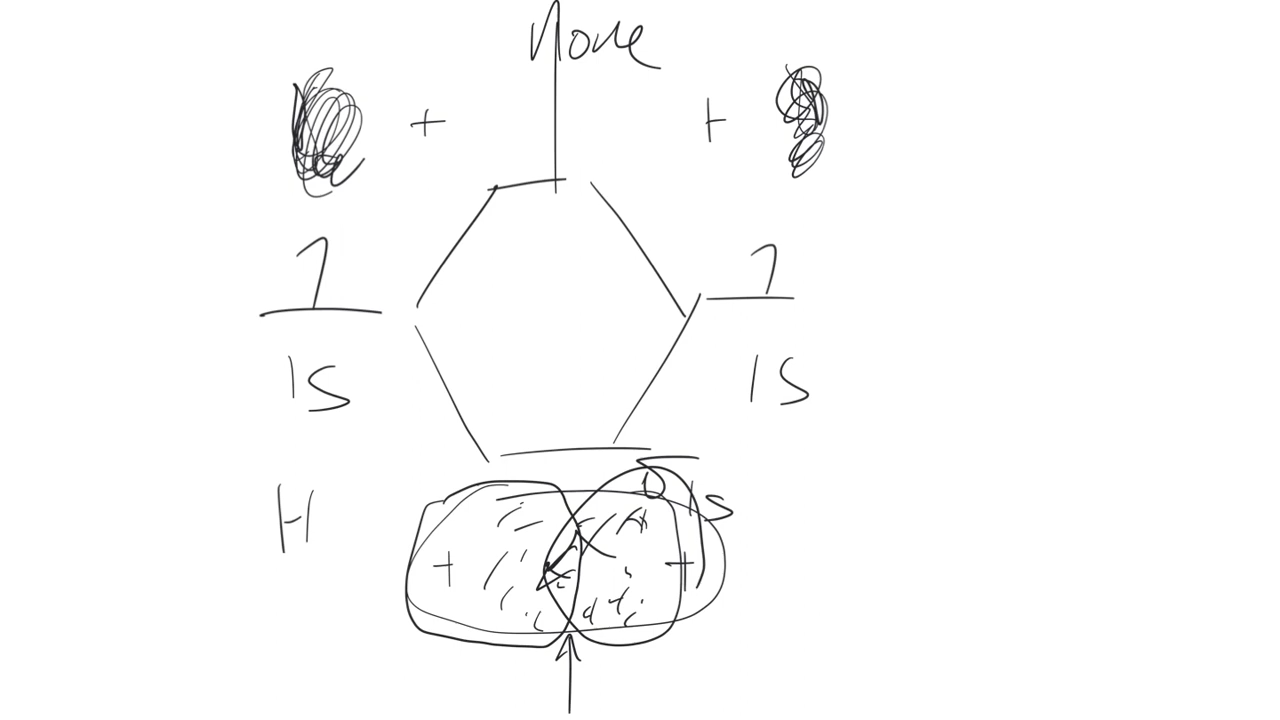 None
+ +
1 1
1S 1S
H 1S
+ +